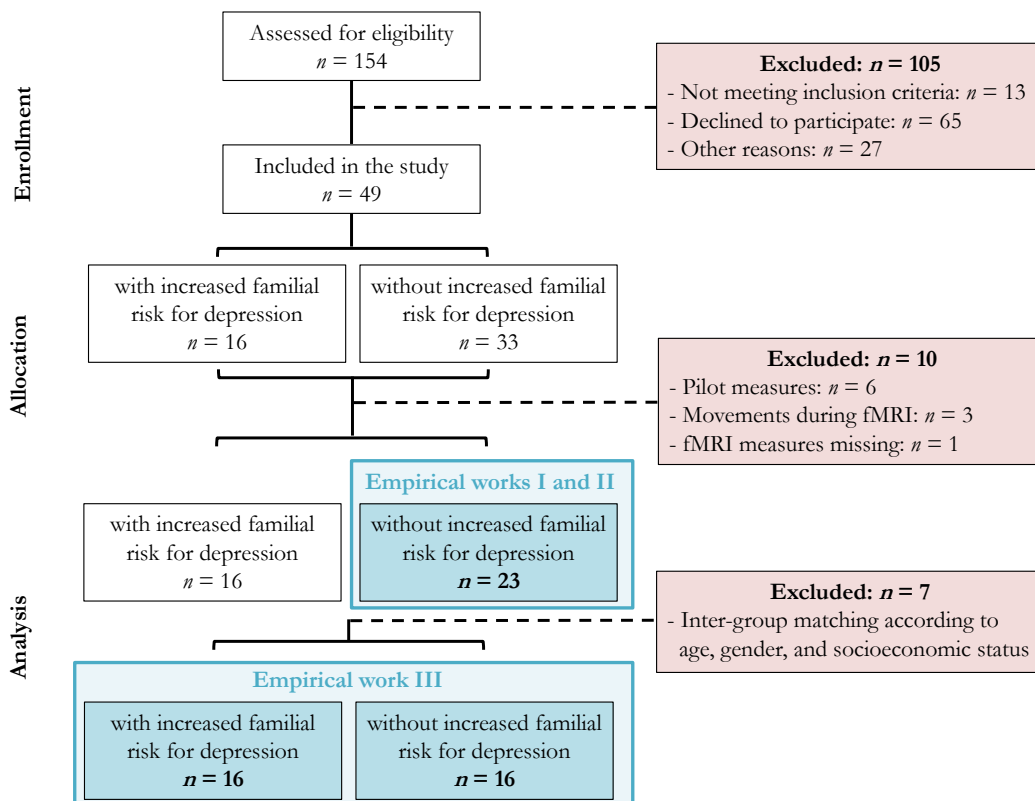 Assessed for eligibility
n = 154
Excluded: n = 105
- Not meeting inclusion criteria: n = 13
- Declined to participate: n = 65
- Other reasons: n = 27
Enrollment
Included in the study
n = 49
with increased familial
risk for depression
n = 16
without increased familial
risk for depression
n = 33
Allocation
Excluded: n = 10
- Pilot measures: n = 6
- Movements during fMRI: n = 3
- fMRI measures missing: n = 1
Empirical works I and II
with increased familial
risk for depression
n = 16
without increased familial
risk for depression
n = 23
Analysis
Excluded: n = 7
- Inter-group matching according to
age, gender, and socioeconomic status
Empirical work III
with increased familial
risk for depression
n = 16
without increased familial
risk for depression
n = 16